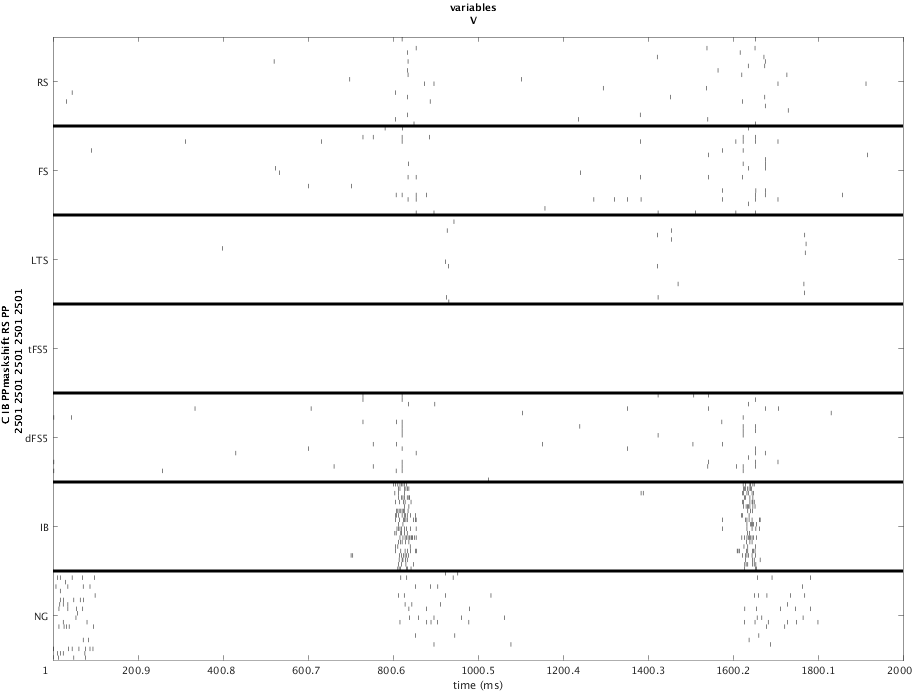 variables
V
RS
FS
LTS
tFS5
dFS5
IB
NG
C IB PPmaskshift RS PP
2501 2501 2501 2501 2501
1 200.9 400.8 600.7 800.6 1000.5 1200.4 1400.3 1600.2 1800.1 2000
time (ms)